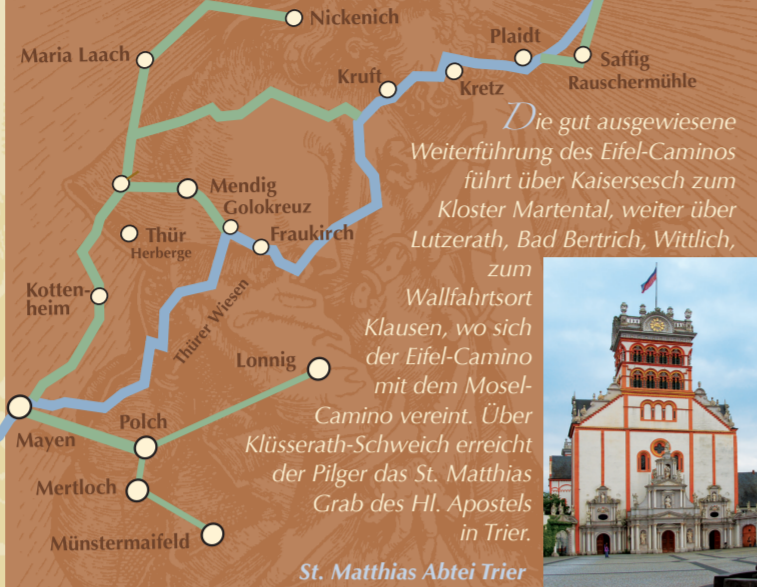 Nickenich
Maria Laach
Plaidt
Saffig
Rauschermühle
Kruft
Kretz
Mendig
Golokreuz
Fraukirch
Thür
Herberge
Kotten-
heim
Thürer Wiesen
Lonnig
Mayen
Polch
Mertloch
Münstermaifeld
Die gut ausgewiesene
Weiterführung des Eifel-Caminos
führt über Kaisersesch zum
Kloster Martental, weiter über
Lutzerath, Bad Bertrich, Wittlich,
zum
Wallfahrtsort
Klausen, wo sich
der Eifel-Camino
mit dem Mosel-
Camino vereint. Über
Klüsserath-Schweich erreicht
der Pilger das St. Matthias
Grab des Hl. Apostels
in Trier.
St. Matthias Abtei Trier